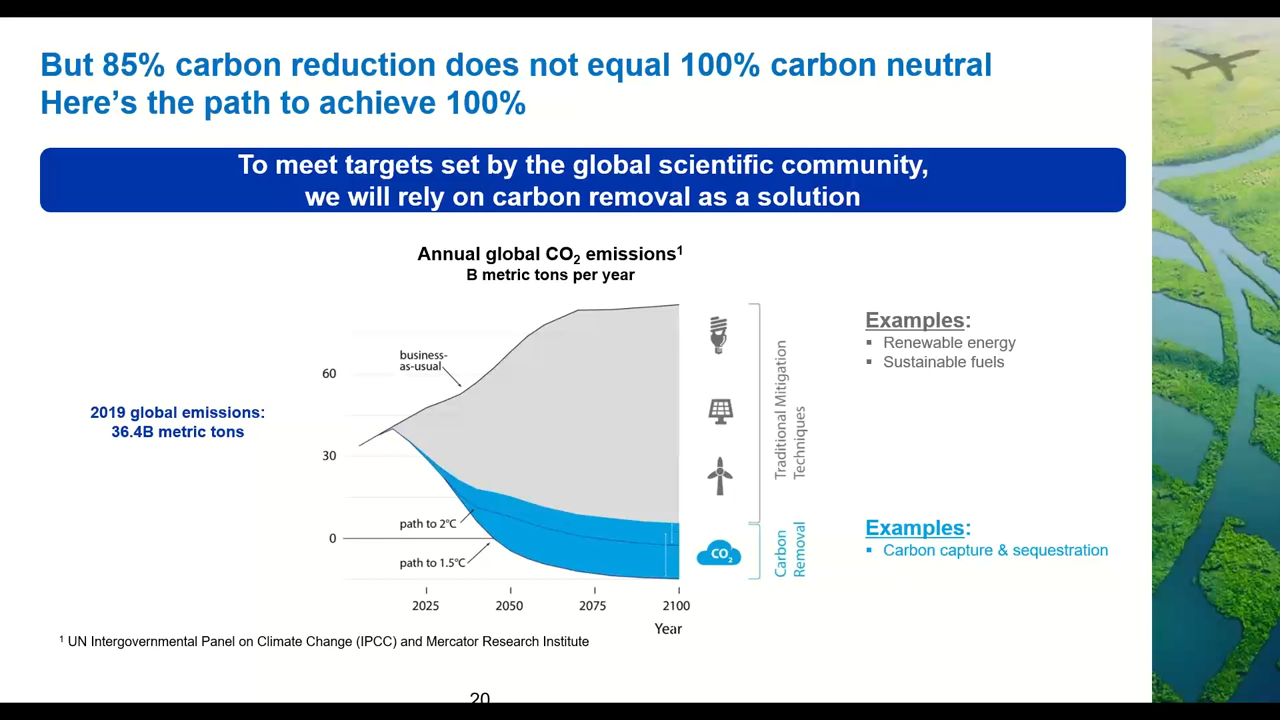 But 85% carbon reduction does not equal 100% carbon neutral
Here's the path to achieve 100%
To meet targets set by the global scientific community,
we will rely on carbon removal as a solution
Annual global CO₂ emissions¹
B metric tons per year
2019 global emissions:
36.4B metric tons
60
30
0
business-
as-usual
path to 2°C
path to 1.5°C
2025
2050
2075
2100
Year
CO₂
Traditional Mitigation
Techniques
Carbon
Removal
Examples:
▪ Renewable energy
▪ Sustainable fuels
Examples:
▪ Carbon capture & sequestration
¹ UN Intergovernmental Panel on Climate Change (IPCC) and Mercator Research Institute
20